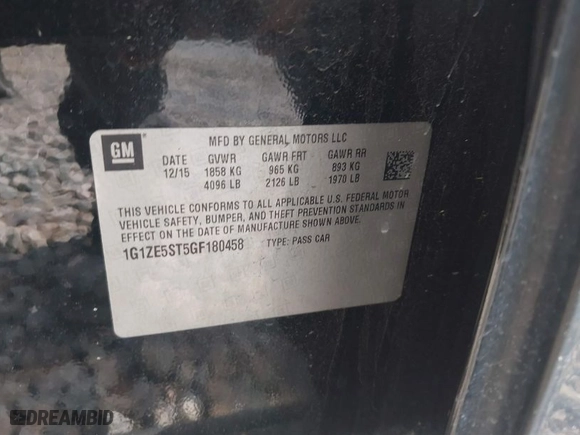 GM
MFD BY GENERAL MOTORS LLC
DATE GVWR GAWR FRT GAWR RR
12/15 1858 KG 965 KG 893 KG
4096 LB 2126 LB 1970 LB
THIS VEHICLE CONFORMS TO ALL APPLICABLE U.S. FEDERAL MOTOR
VEHICLE SAFETY, BUMPER, AND THEFT PREVENTION STANDARDS IN
EFFECT ON THE DATE OF MANUFACTURE SHOWN ABOVE.
1G1ZE5ST5GF180458 TYPE: PASS CAR
DREAMBID